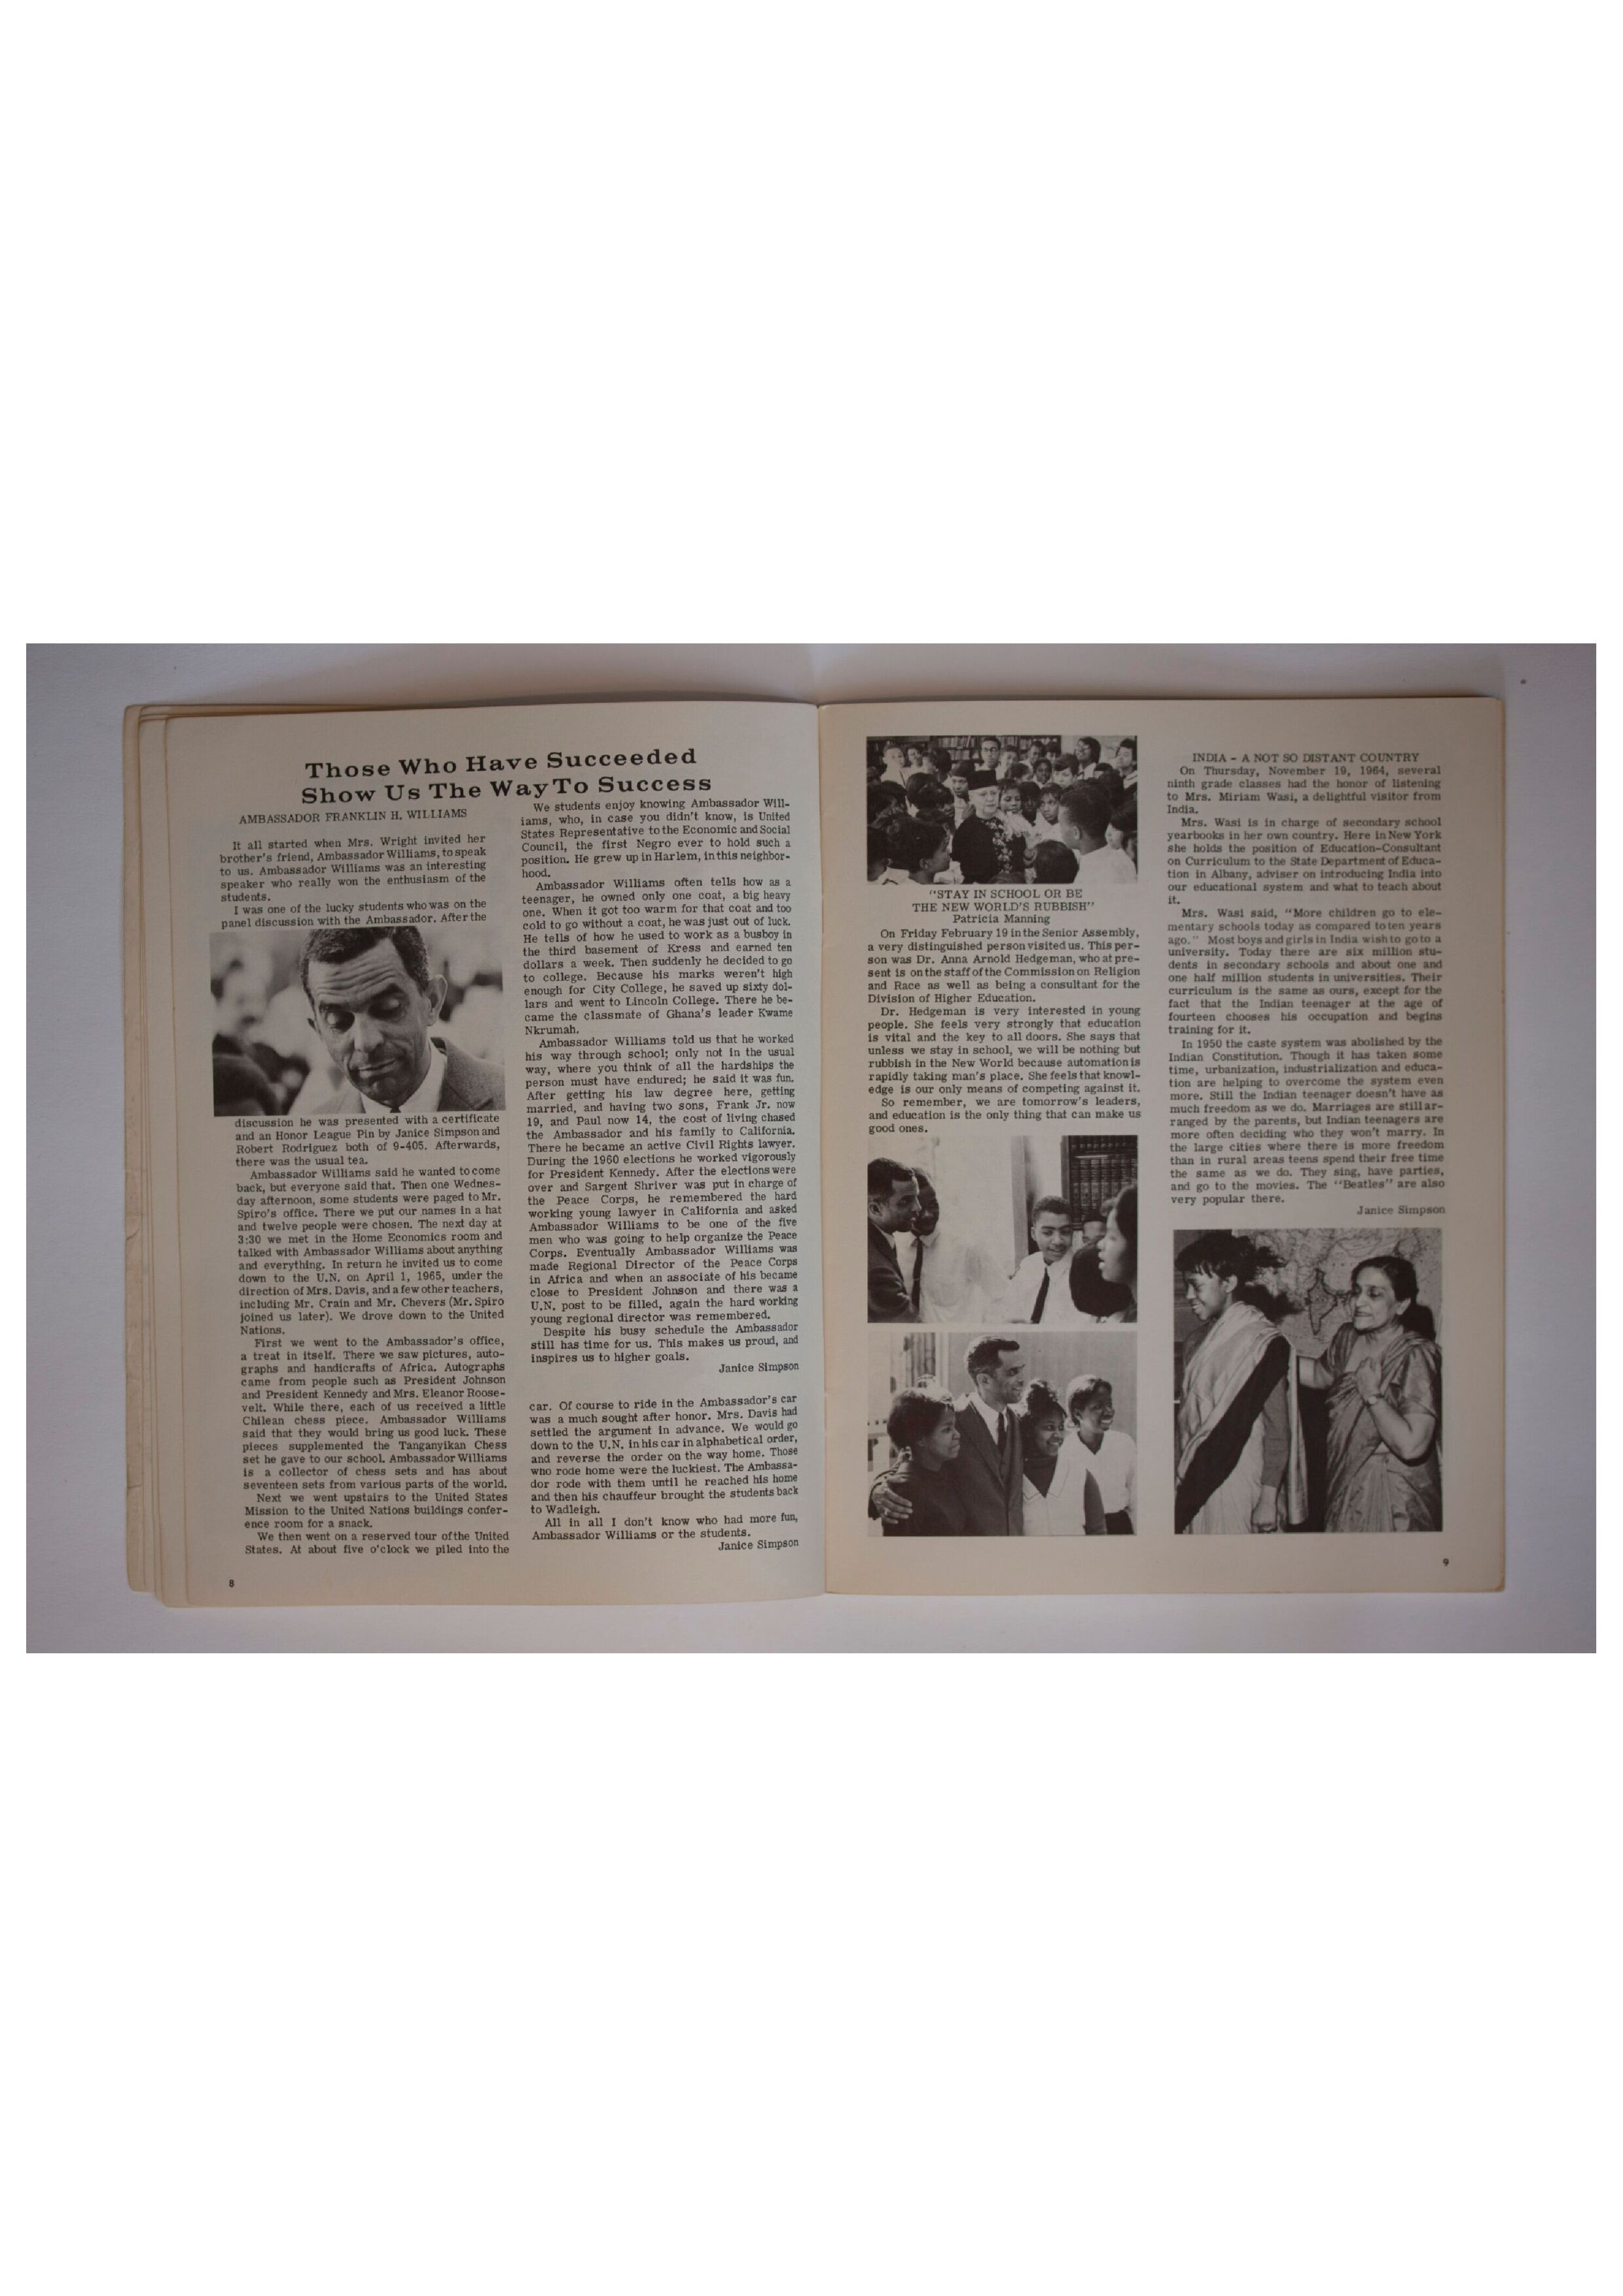 Those Who Have Succeeded
Show Us The Way To Success
AMBASSADOR FRANKLIN H. WILLIAMS
It all started when Mrs. Wright invited her
brother's friend, Ambassador Williams, to speak
to us. Ambassador Williams was an interesting
speaker who really won the enthusiasm of the
students.
I was one of the lucky students who was on the
panel discussion with the Ambassador. After the
discussion he was presented with a certificate
and an Honor League Pin by Janice Simpson and
Robert Rodriguez both of 9-405. Afterwards,
there was the usual tea.
Ambassador Williams said he wanted to come
back, but everyone said that. Then one Wednes-
day afternoon, some students were paged to Mr.
Spiro's office. There we put our names in a hat
and twelve people were chosen. The next day at
3:30 we met in the Home Economics room and
talked with Ambassador Williams about anything
and everything. In return he invited us to come
down to the U.N. on April 1, 1965, under the
direction of Mrs. Davis, and a few other teachers,
including Mr. Crain and Mr. Chevers (Mr. Spiro
joined us later). We drove down to the United
Nations.
First we went to the Ambassador's office,
a treat in itself. There we saw pictures, auto-
graphs and handicrafts of Africa. Autographs
came from people such as President Johnson
and President Kennedy and Mrs. Eleanor Roose-
velt. While there, each of us received a little
Chilean chess piece. Ambassador Williams
said that they would bring us good luck. These
pieces supplemented the Tanganyikan Chess
set he gave to our school. Ambassador Williams
is a collector of chess sets and has about
seventeen sets from various parts of the world.
Next we went upstairs to the United States
Mission to the United Nations buildings confer-
ence room for a snack.
We then went on a reserved tour of the United
States. At about five o'clock we piled into the
8
We students enjoy knowing Ambassador Will-
iams, who, in case you didn't know, is United
States Representative to the Economic and Social
Council, the first Negro ever to hold such a
position. He grew up in Harlem, in this neighbor-
hood.
Ambassador Williams often tells how as a
teenager, he owned only one coat, a big heavy
one. When it got too warm for that coat and too
cold to go without a coat, he was just out of luck.
He tells of how he used to work as a busboy in
the third basement of Kress and earned ten
dollars a week. Then suddenly he decided to go
to college. Because his marks weren't high
enough for City College, he saved up sixty dol-
lars and went to Lincoln College. There he be-
came the classmate of Ghana's leader Kwame
Nkrumah.
Ambassador Williams told us that he worked
his way through school; only not in the usual
way, where you think of all the hardships the
person must have endured; he said it was fun.
After getting his law degree here, getting
married, and having two sons, Frank Jr. now
19, and Paul now 14, the cost of living chased
the Ambassador and his family to California.
There he became an active Civil Rights lawyer.
During the 1960 elections he worked vigorously
for President Kennedy. After the elections were
over and Sargent Shriver was put in charge of
the Peace Corps, he remembered the hard
working young lawyer in California and asked
Ambassador Williams to be one of the five
men who was going to help organize the Peace
Corps. Eventually Ambassador Williams was
made Regional Director of the Peace Corps
in Africa and when an associate of his became
close to President Johnson and there was a
U.N. post to be filled, again the hard working
young regional director was remembered.
Despite his busy schedule the Ambassador
still has time for us. This makes us proud, and
inspires us to higher goals.
Janice Simpson
car. Of course to ride in the Ambassador's car
was a much sought after honor. Mrs. Davis had
settled the argument in advance. We would go
down to the U.N. in his car in alphabetical order,
and reverse the order on the way home. Those
who rode home were the luckiest. The Ambassa-
dor rode with them until he reached his home
and then his chauffeur brought the students back
to Wadleigh.
All in all I don't know who had more fun,
Ambassador Williams or the students.
Janice Simpson
"STAY IN SCHOOL OR BE
THE NEW WORLD'S RUBBISH"
Patricia Manning
On Friday February 19 in the Senior Assembly,
a very distinguished person visited us. This per-
son was Dr. Anna Arnold Hedgeman, who at pre-
sent is on the staff of the Commission on Religion
and Race as well as being a consultant for the
Division of Higher Education.
Dr. Hedgeman is very interested in young
people. She feels very strongly that education
is vital and the key to all doors. She says that
unless we stay in school, we will be nothing but
rubbish in the New World because automation is
rapidly taking man's place. She feels that knowl-
edge is our only means of competing against it.
So remember, we are tomorrow's leaders,
and education is the only thing that can make us
good ones.
INDIA - A NOT SO DISTANT COUNTRY
On Thursday, November 19, 1964, several
ninth grade classes had the honor of listening
to Mrs. Miriam Wasi, a delightful visitor from
India.
Mrs. Wasi is in charge of secondary school
yearbooks in her own country. Here in New York
she holds the position of Education-Consultant
on Curriculum to the State Department of Educa-
tion in Albany, adviser on introducing India into
our educational system and what to teach about
it.
Mrs. Wasi said, "More children go to ele-
mentary schools today as compared to ten years
ago." Most boys and girls in India wish to go to a
university. Today there are six million stu-
dents in secondary schools and about one and
one half million students in universities. Their
curriculum is the same as ours, except for the
fact that the Indian teenager at the age of
fourteen chooses his occupation and begins
training for it.
In 1950 the caste system was abolished by the
Indian Constitution. Though it has taken some
time, urbanization, industrialization and educa-
tion are helping to overcome the system even
more. Still the Indian teenager doesn't have as
much freedom as we do. Marriages are still ar-
ranged by the parents, but Indian teenagers are
more often deciding who they won't marry. In
the large cities where there is more freedom
than in rural areas teens spend their free time
the same as we do. They sing, have parties,
and go to the movies. The "Beatles" are also
very popular there.
Janice Simpson
9